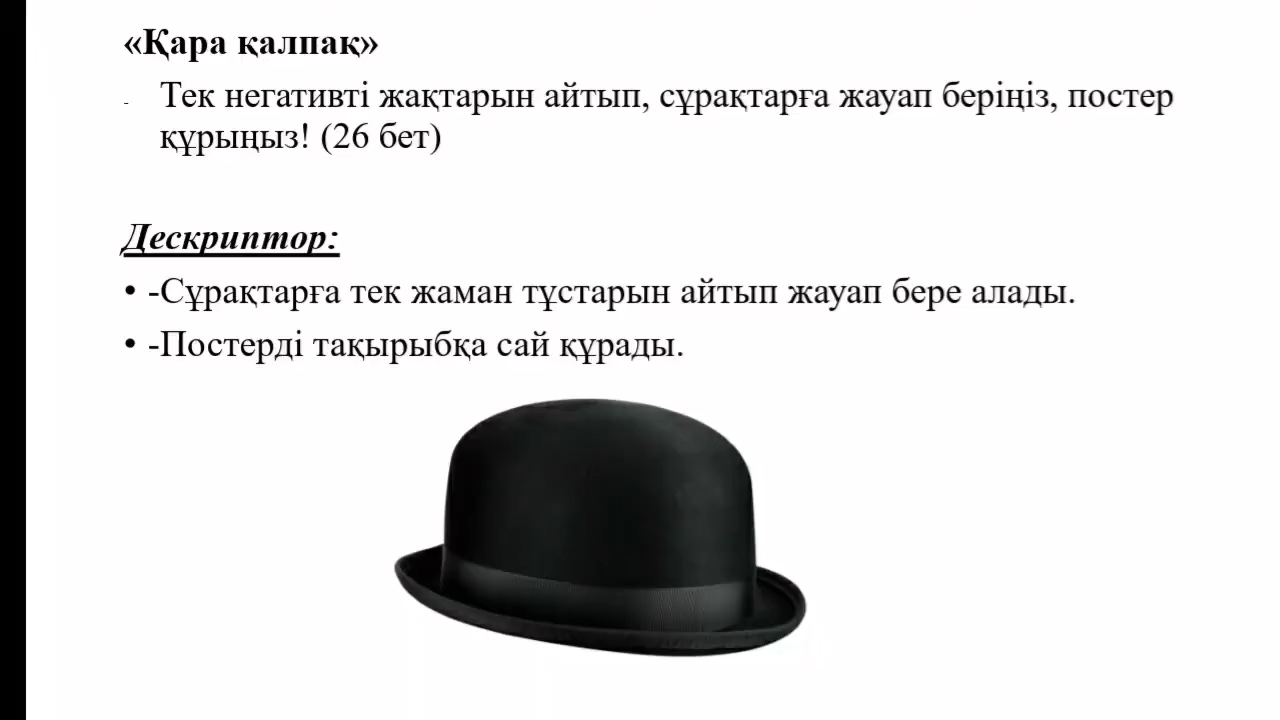 «Қара қалпақ»
- Тек негативті жақтарын айтып, сұрақтарға жауап беріңіз, постер
құрыңыз! (26 бет)
Дескриптор:
• -Сұрақтарға тек жаман тұстарын айтып жауап бере алады.
• -Постерді тақырыбқа сай құрады.